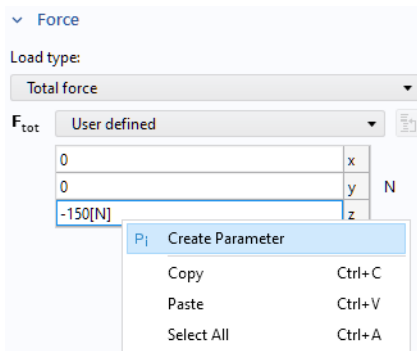 Force
Load type:
Total force
F tot User defined
0 x
0 y N
-150[N] z
Pi Create Parameter
Copy Ctrl+C
Paste Ctrl+V
Select All Ctrl+A